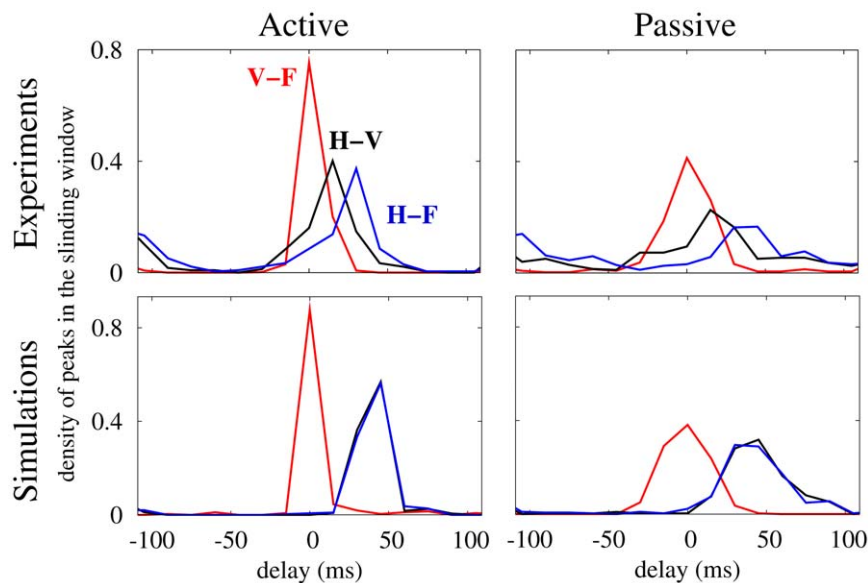 Active Passive
Experiments
Simulations
density of peaks in the slinding window
0.8
0.4
0
V−F
H−V
H−F
0.8
0.4
0
-100 -50 0 50 100 -100 -50 0 50 100
delay (ms) delay (ms)